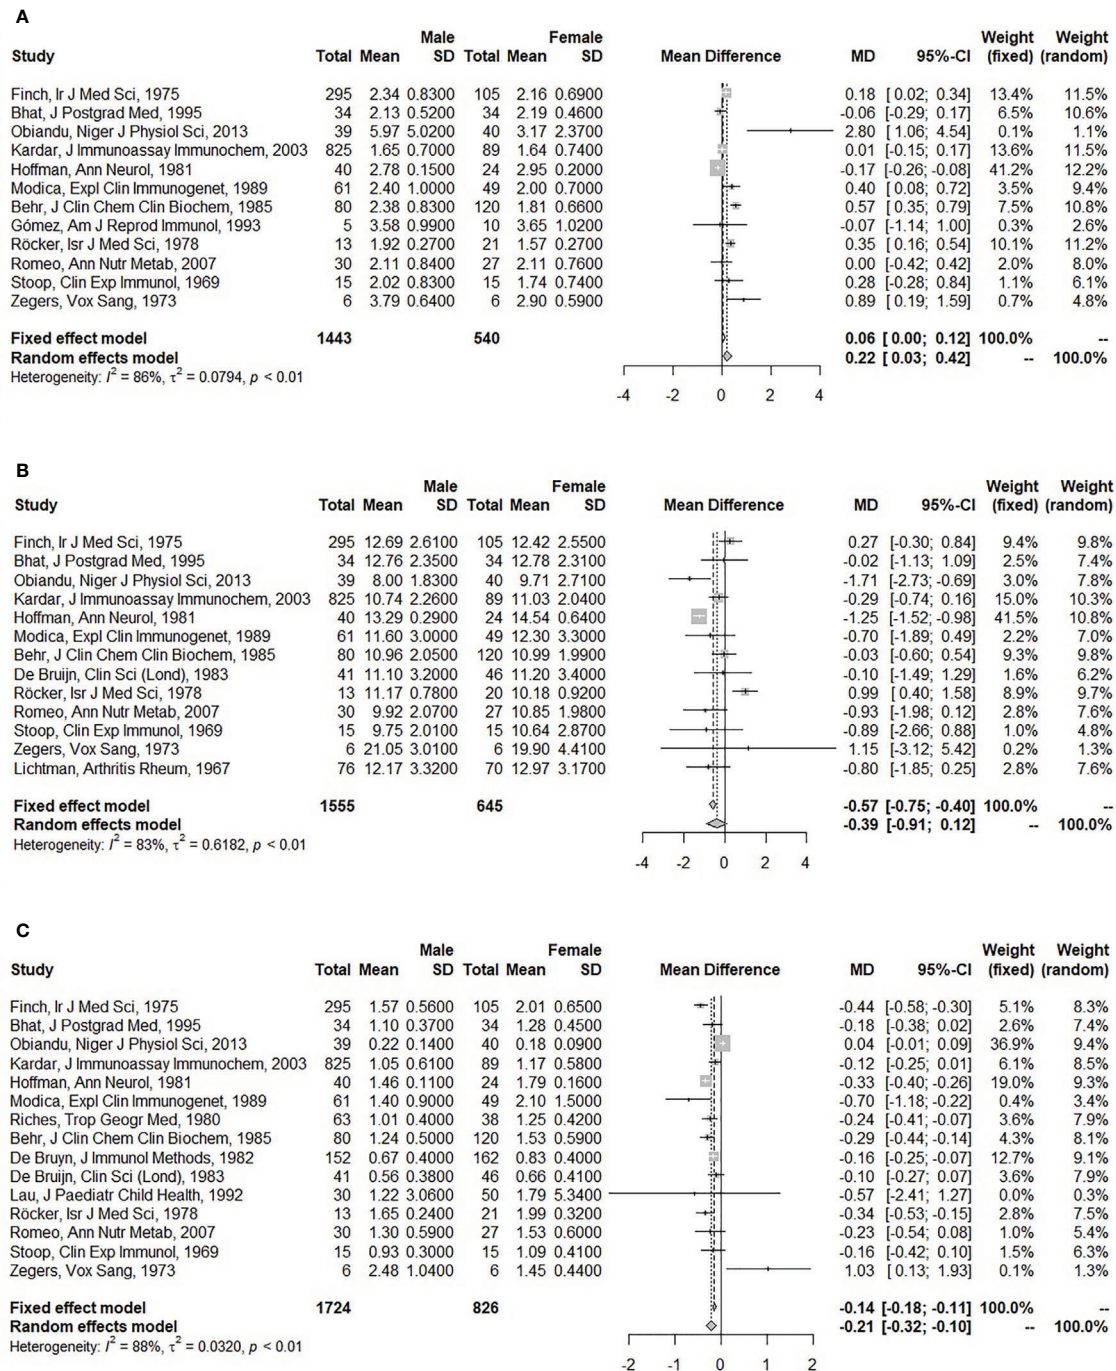 A
Male Female Weight Weight
Study Total Mean SD Total Mean SD Mean Difference MD 95%-CI (fixed) (random)
Finch, Ir J Med Sci, 1975 295 2.34 0.8300 105 2.16 0.6900 0.18 [ 0.02; 0.34] 13.4% 11.5%
Bhat, J Postgrad Med, 1995 34 2.13 0.5200 34 2.19 0.4600 -0.06 [-0.29; 0.17] 6.5% 10.6%
Obiandu, Niger J Physiol Sci, 2013 39 5.97 5.0200 40 3.17 2.3700 2.80 [ 1.06; 4.54] 0.1% 1.1%
Kardar, J Immunoassay Immunochem, 2003 825 1.65 0.7000 89 1.64 0.7400 0.01 [-0.15; 0.17] 13.6% 11.5%
Hoffman, Ann Neurol, 1981 40 2.78 0.1500 24 2.95 0.2000 -0.17 [-0.26; -0.08] 41.2% 12.2%
Modica, Expl Clin Immunogenet, 1989 61 2.40 1.0000 49 2.00 0.7000 0.40 [ 0.08; 0.72] 3.5% 9.4%
Behr, J Clin Chem Clin Biochem, 1985 80 2.38 0.8300 120 1.81 0.6600 0.57 [ 0.35; 0.79] 7.5% 10.8%
Gómez, Am J Reprod Immunol, 1993 5 3.58 0.9900 10 3.65 1.0200 -0.07 [-1.14; 1.00] 0.3% 2.6%
Röcker, Isr J Med Sci, 1978 13 1.92 0.2700 21 1.57 0.2700 0.35 [ 0.16; 0.54] 10.1% 11.2%
Romeo, Ann Nutr Metab, 2007 30 2.11 0.8400 27 2.11 0.7600 0.00 [-0.42; 0.42] 2.0% 8.0%
Stoop, Clin Exp Immunol, 1969 15 2.02 0.8300 15 1.74 0.7400 0.28 [-0.28; 0.84] 1.1% 6.1%
Zegers, Vox Sang, 1973 6 3.79 0.6400 6 2.90 0.5900 0.89 [ 0.19; 1.59] 0.7% 4.8%
Fixed effect model 1443 540 0.06 [ 0.00; 0.12] 100.0% --
Random effects model 0.22 [ 0.03; 0.42] -- 100.0%
Heterogeneity: I² = 86%, τ² = 0.0794, p < 0.01
-4 -2 0 2 4
B
Male Female Weight Weight
Study Total Mean SD Total Mean SD Mean Difference MD 95%-CI (fixed) (random)
Finch, Ir J Med Sci, 1975 295 12.69 2.6100 105 12.42 2.5500 0.27 [-0.30; 0.84] 9.4% 9.8%
Bhat, J Postgrad Med, 1995 34 12.76 2.3500 34 12.78 2.3100 -0.02 [-1.13; 1.09] 2.5% 7.4%
Obiandu, Niger J Physiol Sci, 2013 39 8.00 1.8300 40 9.71 2.7100 -1.71 [-2.73; -0.69] 3.0% 7.8%
Kardar, J Immunoassay Immunochem, 2003 825 10.74 2.2600 89 11.03 2.0400 -0.29 [-0.74; 0.16] 15.0% 10.3%
Hoffman, Ann Neurol, 1981 40 13.29 0.2900 24 14.54 0.6400 -1.25 [-1.52; -0.98] 41.5% 10.8%
Modica, Expl Clin Immunogenet, 1989 61 11.60 3.0000 49 12.30 3.3000 -0.70 [-1.89; 0.49] 2.2% 7.0%
Behr, J Clin Chem Clin Biochem, 1985 80 10.96 2.0500 120 10.99 1.9900 -0.03 [-0.60; 0.54] 9.3% 9.8%
De Bruijn, Clin Sci (Lond), 1983 41 11.10 3.2000 46 11.20 3.4000 -0.10 [-1.49; 1.29] 1.6% 6.2%
Röcker, Isr J Med Sci, 1978 13 11.17 0.7800 20 10.18 0.9200 0.99 [ 0.40; 1.58] 8.9% 9.7%
Romeo, Ann Nutr Metab, 2007 30 9.92 2.0700 27 10.85 1.9800 -0.93 [-1.98; 0.12] 2.8% 7.6%
Stoop, Clin Exp Immunol, 1969 15 9.75 2.0100 15 10.64 2.8700 -0.89 [-2.66; 0.88] 1.0% 4.8%
Zegers, Vox Sang, 1973 6 21.05 3.0100 6 19.90 4.4100 1.15 [-3.12; 5.42] 0.2% 1.3%
Lichtman, Arthritis Rheum, 1967 76 12.17 3.3200 70 12.97 3.1700 -0.80 [-1.85; 0.25] 2.8% 7.6%
Fixed effect model 1555 645 -0.57 [-0.75; -0.40] 100.0% --
Random effects model -0.39 [-0.91; 0.12] -- 100.0%
Heterogeneity: I² = 83%, τ² = 0.6182, p < 0.01
-4 -2 0 2 4
C
Male Female Weight Weight
Study Total Mean SD Total Mean SD Mean Difference MD 95%-CI (fixed) (random)
Finch, Ir J Med Sci, 1975 295 1.57 0.5600 105 2.01 0.6500 -0.44 [-0.58; -0.30] 5.1% 8.3%
Bhat, J Postgrad Med, 1995 34 1.10 0.3700 34 1.28 0.4500 -0.18 [-0.38; 0.02] 2.6% 7.4%
Obiandu, Niger J Physiol Sci, 2013 39 0.22 0.1400 40 0.18 0.0900 0.04 [-0.01; 0.09] 36.9% 9.4%
Kardar, J Immunoassay Immunochem, 2003 825 1.05 0.6100 89 1.17 0.5800 -0.12 [-0.25; 0.01] 6.1% 8.5%
Hoffman, Ann Neurol, 1981 40 1.46 0.1100 24 1.79 0.1600 -0.33 [-0.40; -0.26] 19.0% 9.3%
Modica, Expl Clin Immunogenet, 1989 61 1.40 0.9000 49 2.10 1.5000 -0.70 [-1.18; -0.22] 0.4% 3.4%
Riches, Trop Geogr Med, 1980 63 1.01 0.4000 38 1.25 0.4200 -0.24 [-0.41; -0.07] 3.6% 7.9%
Behr, J Clin Chem Clin Biochem, 1985 80 1.24 0.5000 120 1.53 0.5900 -0.29 [-0.44; -0.14] 4.3% 8.1%
De Bruyn, J Immunol Methods, 1982 152 0.67 0.4000 162 0.83 0.4000 -0.16 [-0.25; -0.07] 12.7% 9.1%
De Bruijn, Clin Sci (Lond), 1983 41 0.56 0.3800 46 0.66 0.4100 -0.10 [-0.27; 0.07] 3.6% 7.9%
Lau, J Paediatr Child Health, 1992 30 1.22 3.0600 50 1.79 5.3400 -0.57 [-2.41; 1.27] 0.0% 0.3%
Röcker, Isr J Med Sci, 1978 13 1.65 0.2400 21 1.99 0.3200 -0.34 [-0.53; -0.15] 2.8% 7.5%
Romeo, Ann Nutr Metab, 2007 30 1.30 0.5900 27 1.53 0.6000 -0.23 [-0.54; 0.08] 1.0% 5.4%
Stoop, Clin Exp Immunol, 1969 15 0.93 0.3000 15 1.09 0.4100 -0.16 [-0.42; 0.10] 1.5% 6.3%
Zegers, Vox Sang, 1973 6 2.48 1.0400 6 1.45 0.4400 1.03 [ 0.13; 1.93] 0.1% 1.3%
Fixed effect model 1724 826 -0.14 [-0.18; -0.11] 100.0% --
Random effects model -0.21 [-0.32; -0.10] -- 100.0%
Heterogeneity: I² = 88%, τ² = 0.0320, p < 0.01
-2 -1 0 1 2